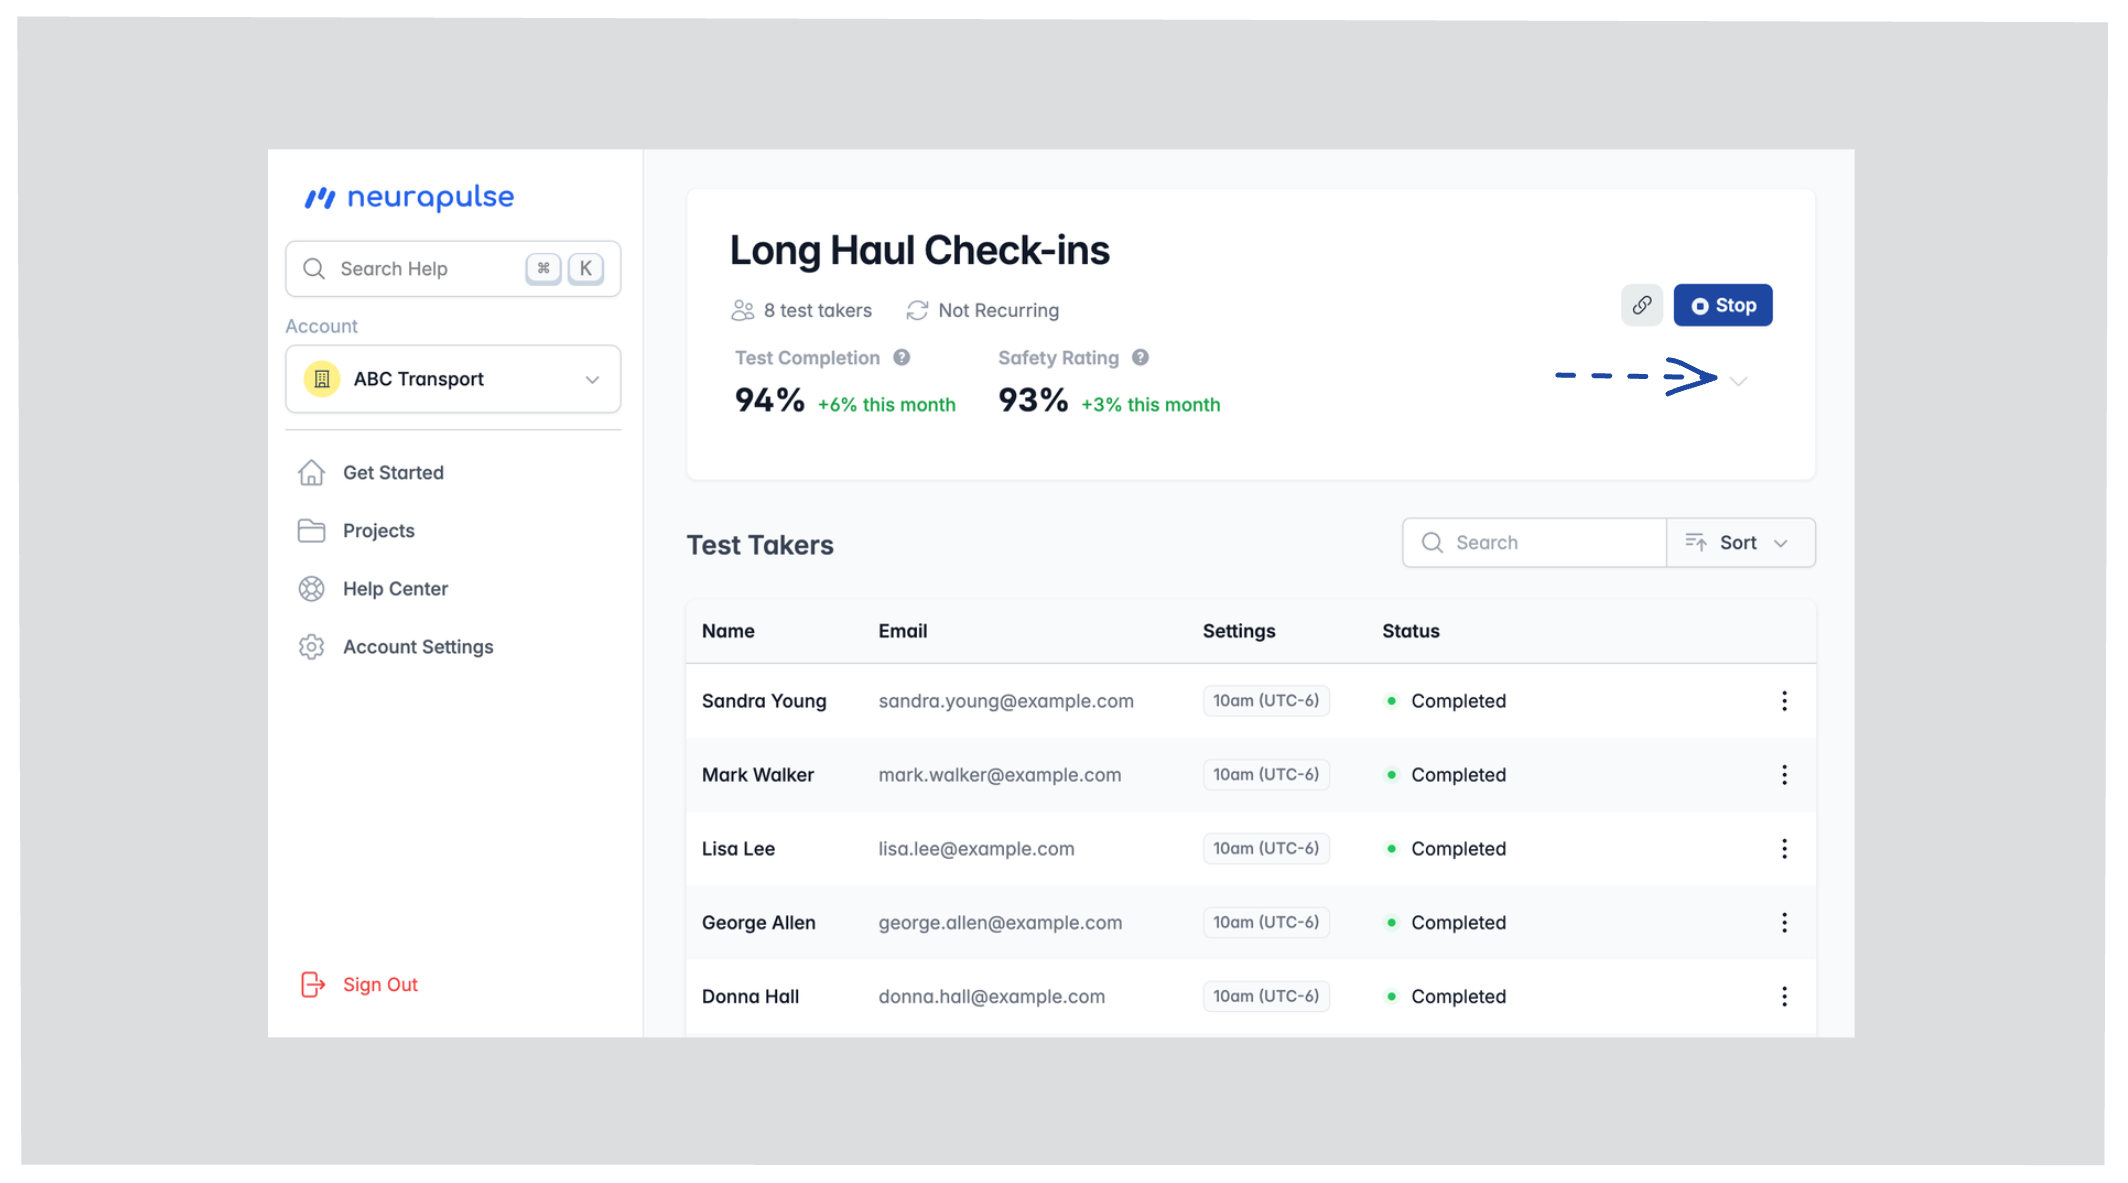 neurapulse
Search Help ⌘ K
Account
ABC Transport
Get Started
Projects
Help Center
Account Settings
Sign Out
Long Haul Check-ins
8 test takers Not Recurring
Stop
Test Completion ? Safety Rating ?
94% +6% this month 93% +3% this month
Test Takers
Search Sort
Name Email Settings Status
Sandra Young sandra.young@example.com 10am (UTC-6) Completed
Mark Walker mark.walker@example.com 10am (UTC-6) Completed
Lisa Lee lisa.lee@example.com 10am (UTC-6) Completed
George Allen george.allen@example.com 10am (UTC-6) Completed
Donna Hall donna.hall@example.com 10am (UTC-6) Completed